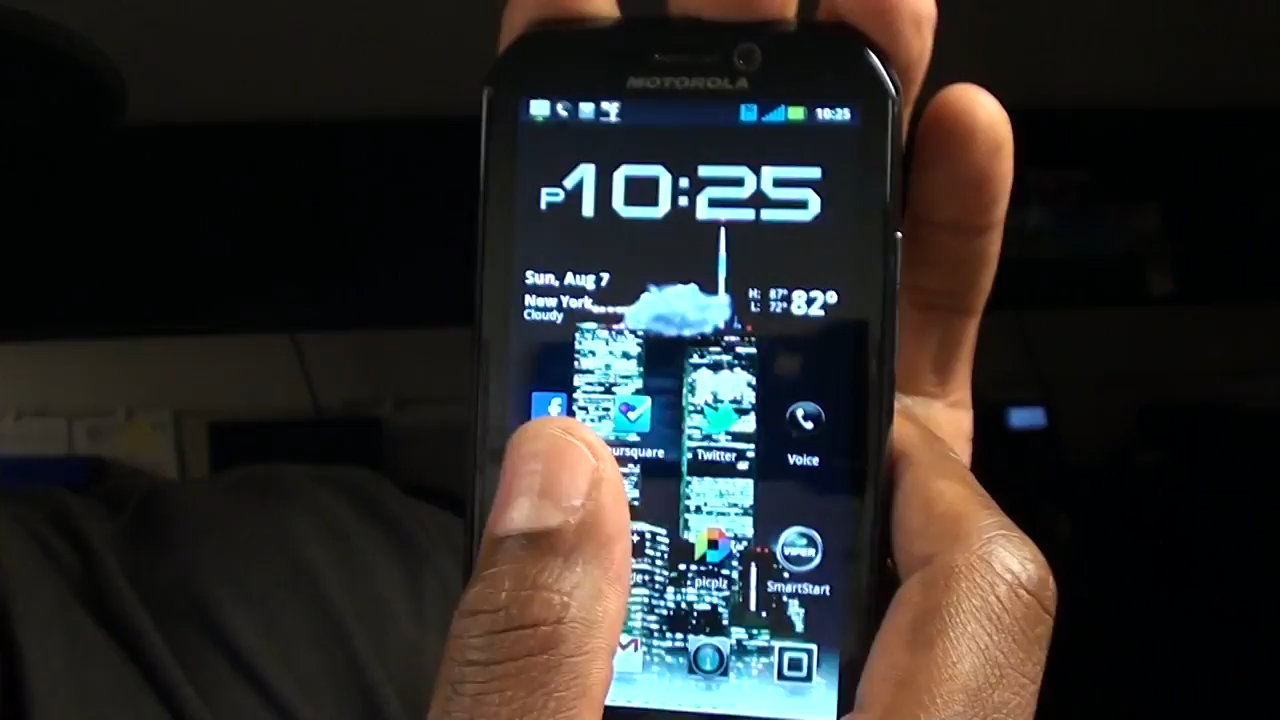 MOTOROLA
10:25
P10:25
Sun, Aug 7
New York
Cloudy
H: 87°
L: 72°
82°
ursquare
Twitter
Voice
picplz
VIPER
SmartStart